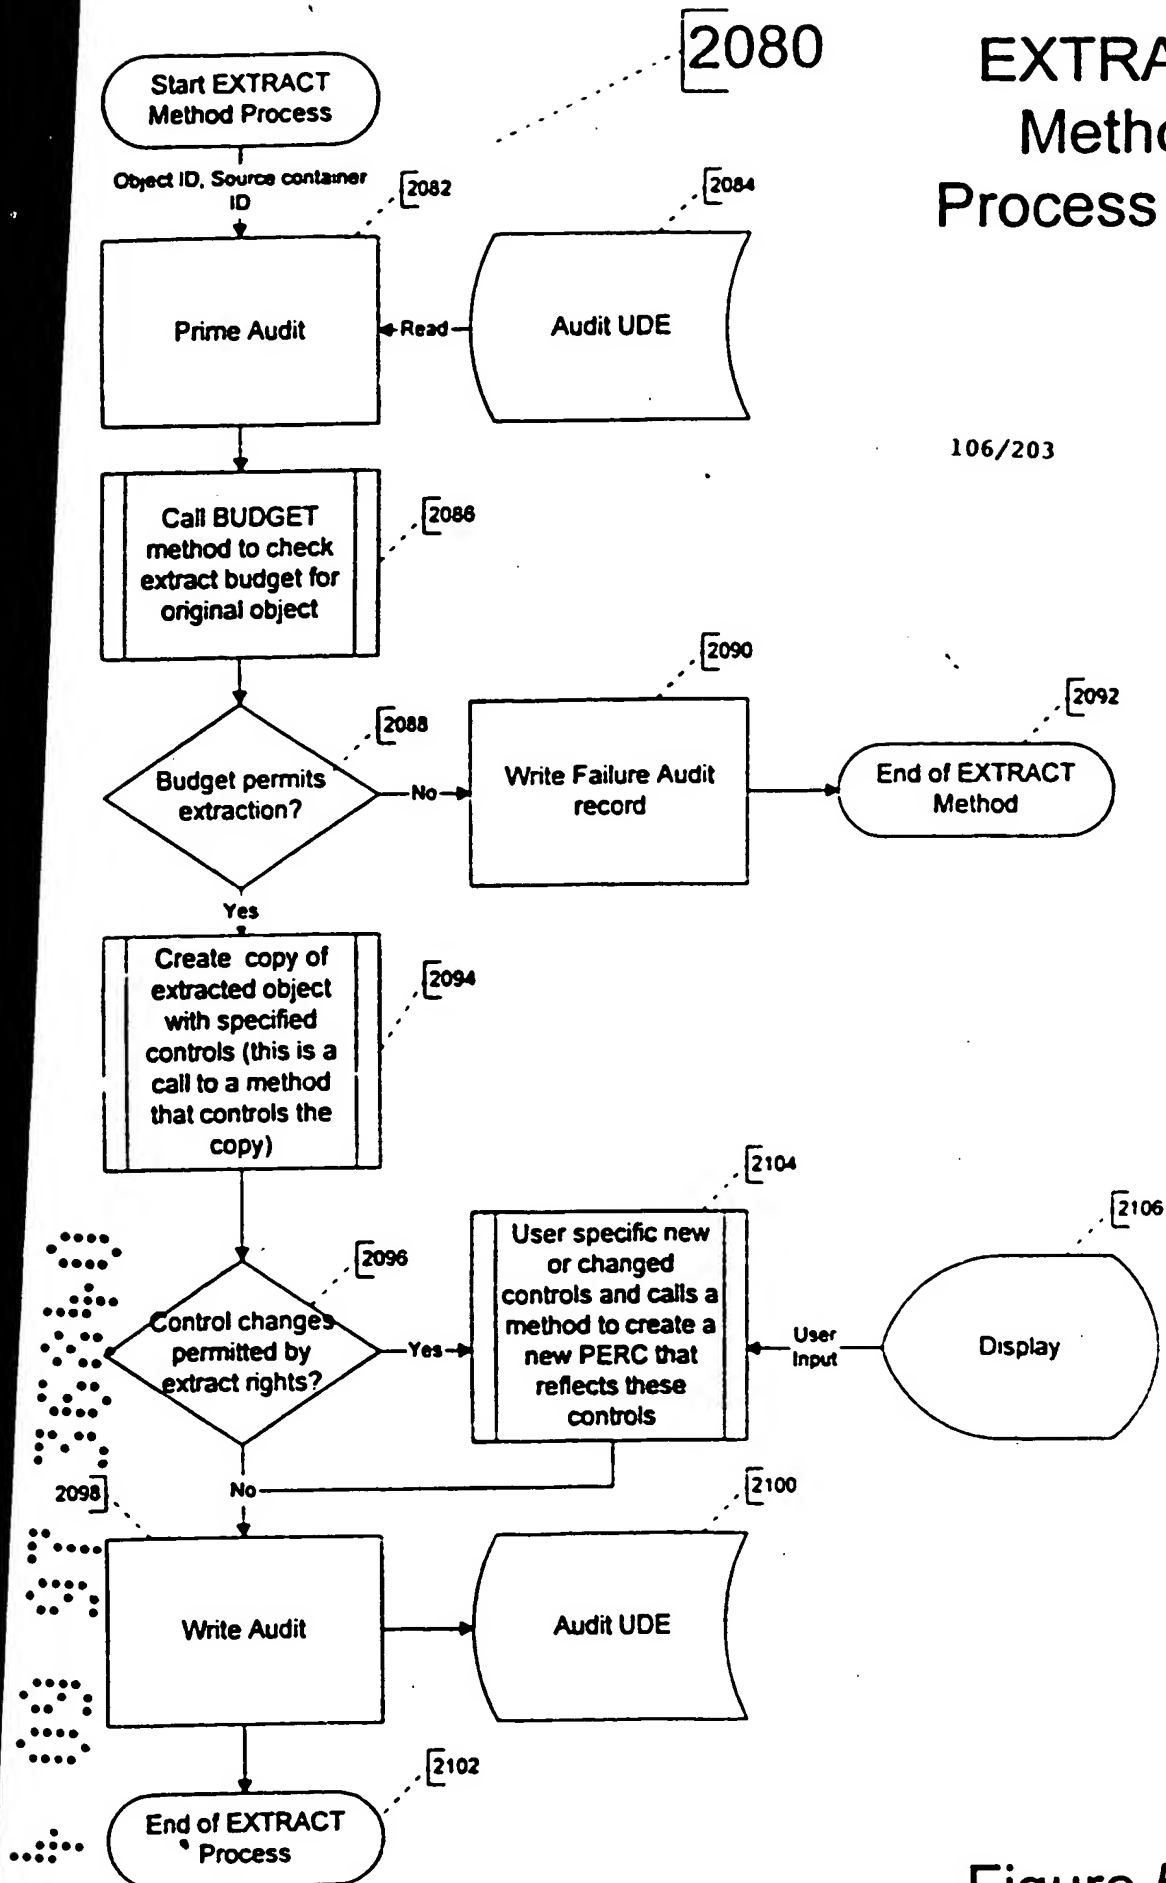 2080
EXTRA
Metho
Process
Start EXTRACT
Method Process
Object ID, Source container
ID
2082
2084
Prime Audit
Read
Audit UDE
106/203
Call BUDGET
method to check
extract budget for
original object
2086
2090
2092
2088
Budget permits
extraction?
No
Write Failure Audit
record
End of EXTRACT
Method
Yes
Create copy of
extracted object
with specified
controls (this is a
call to a method
that controls the
copy)
2094
2104
2106
2096
Control changes
permitted by
extract rights?
Yes
User specific new
or changed
controls and calls a
method to create a
new PERC that
reflects these
controls
User
Input
Display
No
2098
2100
Write Audit
Audit UDE
2102
End of EXTRACT
Process
Figure